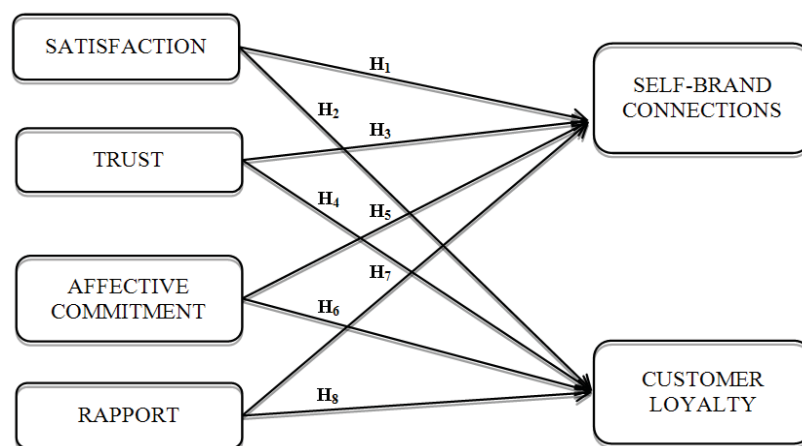 SATISFACTION
H1
SELF-BRAND
CONNECTIONS
H2
TRUST
H3
H4
H5
AFFECTIVE
COMMITMENT
H7
H6
CUSTOMER
LOYALTY
RAPPORT
H8